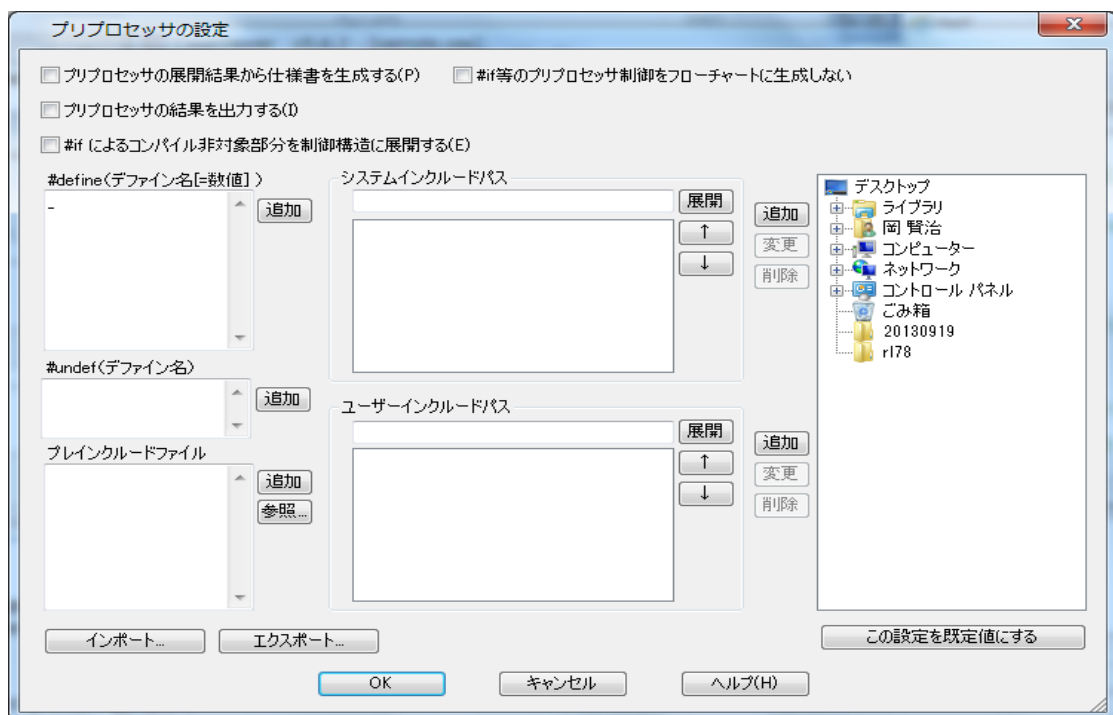 プリプロセッサの設定
プリプロセッサの展開結果から仕様書を生成する(P)
#if等のプリプロセッサ制御をフローチャートに生成しない
プリプロセッサの結果を出力する(I)
#if によるコンパイル非対象部分を制御構造に展開する(E)
#define(デファイン名[=数値] )
-
追加
システムインクルードパス
展開
↑
↓
追加
変更
削除
デスクトップ
ライブラリ
岡 賢治
コンピューター
ネットワーク
コントロール パネル
ごみ箱
20130919
rl78
#undef(デファイン名)
追加
ユーザーインクルードパス
展開
↑
↓
追加
変更
削除
プレインクルードファイル
追加
参照...
インポート...
エクスポート...
この設定を既定値にする
OK
キャンセル
ヘルプ(H)